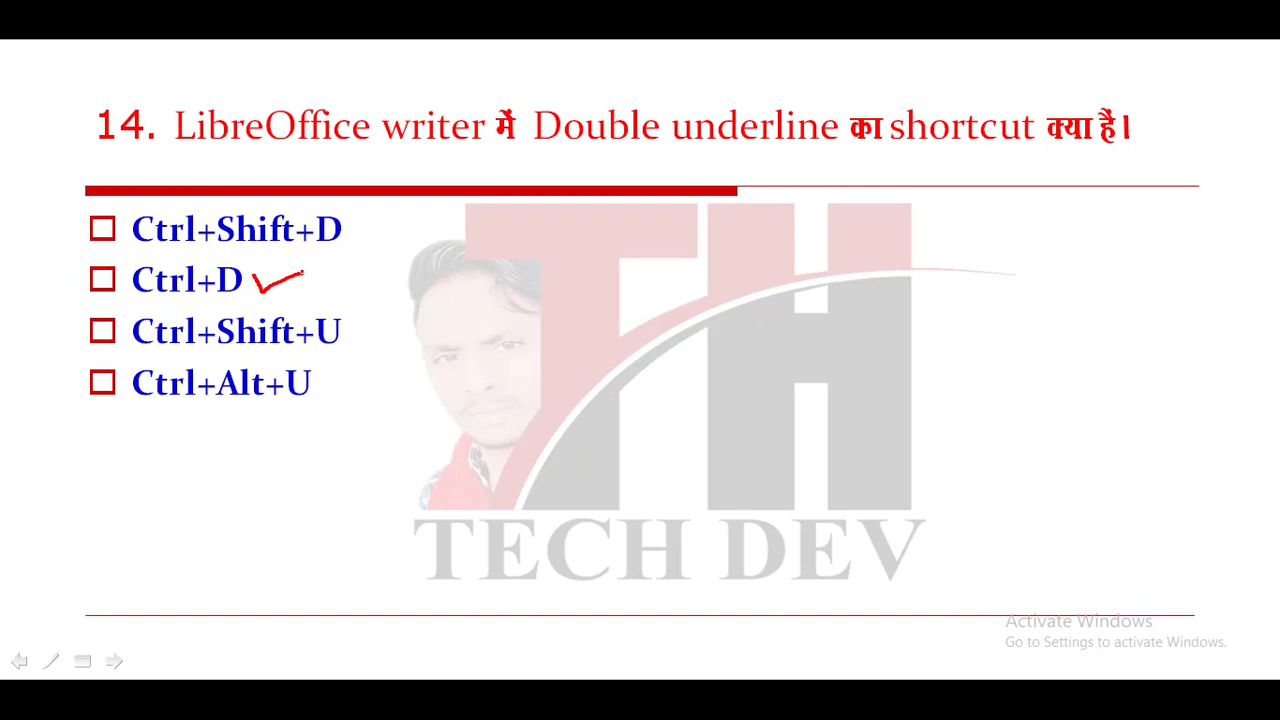 14. LibreOffice writer में Double underline का shortcut क्या है।
Ctrl+Shift+D
Ctrl+D
Ctrl+Shift+U
Ctrl+Alt+U
TH
TECH DEV
Activate Windows
Go to Settings to activate Windows.